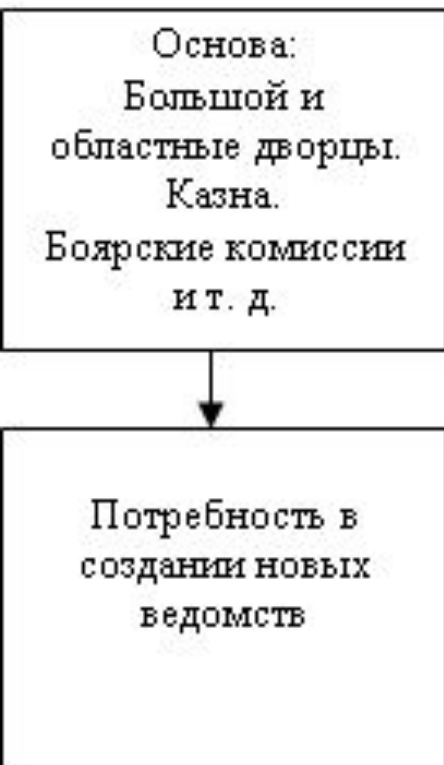 Основа:
Большой и
областные дворцы.
Казна.
Боярские комиссии
и т. д.
Потребность в
создании новых
ведомств